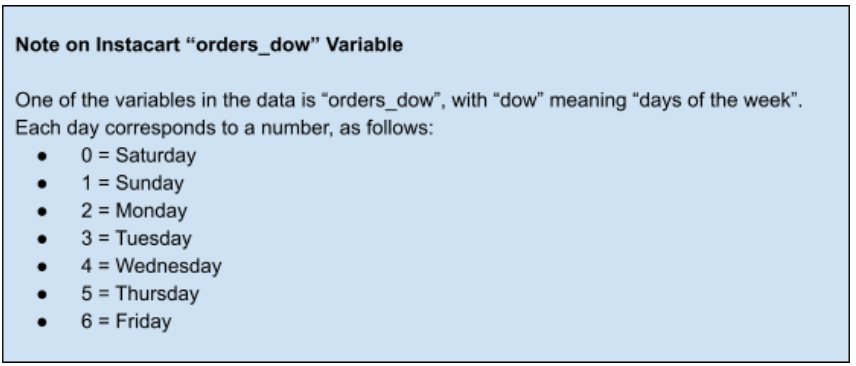 Note on Instacart “orders_dow” Variable
One of the variables in the data is “orders_dow”, with “dow” meaning “days of the week”.
Each day corresponds to a number, as follows:
● 0 = Saturday
● 1 = Sunday
● 2 = Monday
● 3 = Tuesday
● 4 = Wednesday
● 5 = Thursday
● 6 = Friday